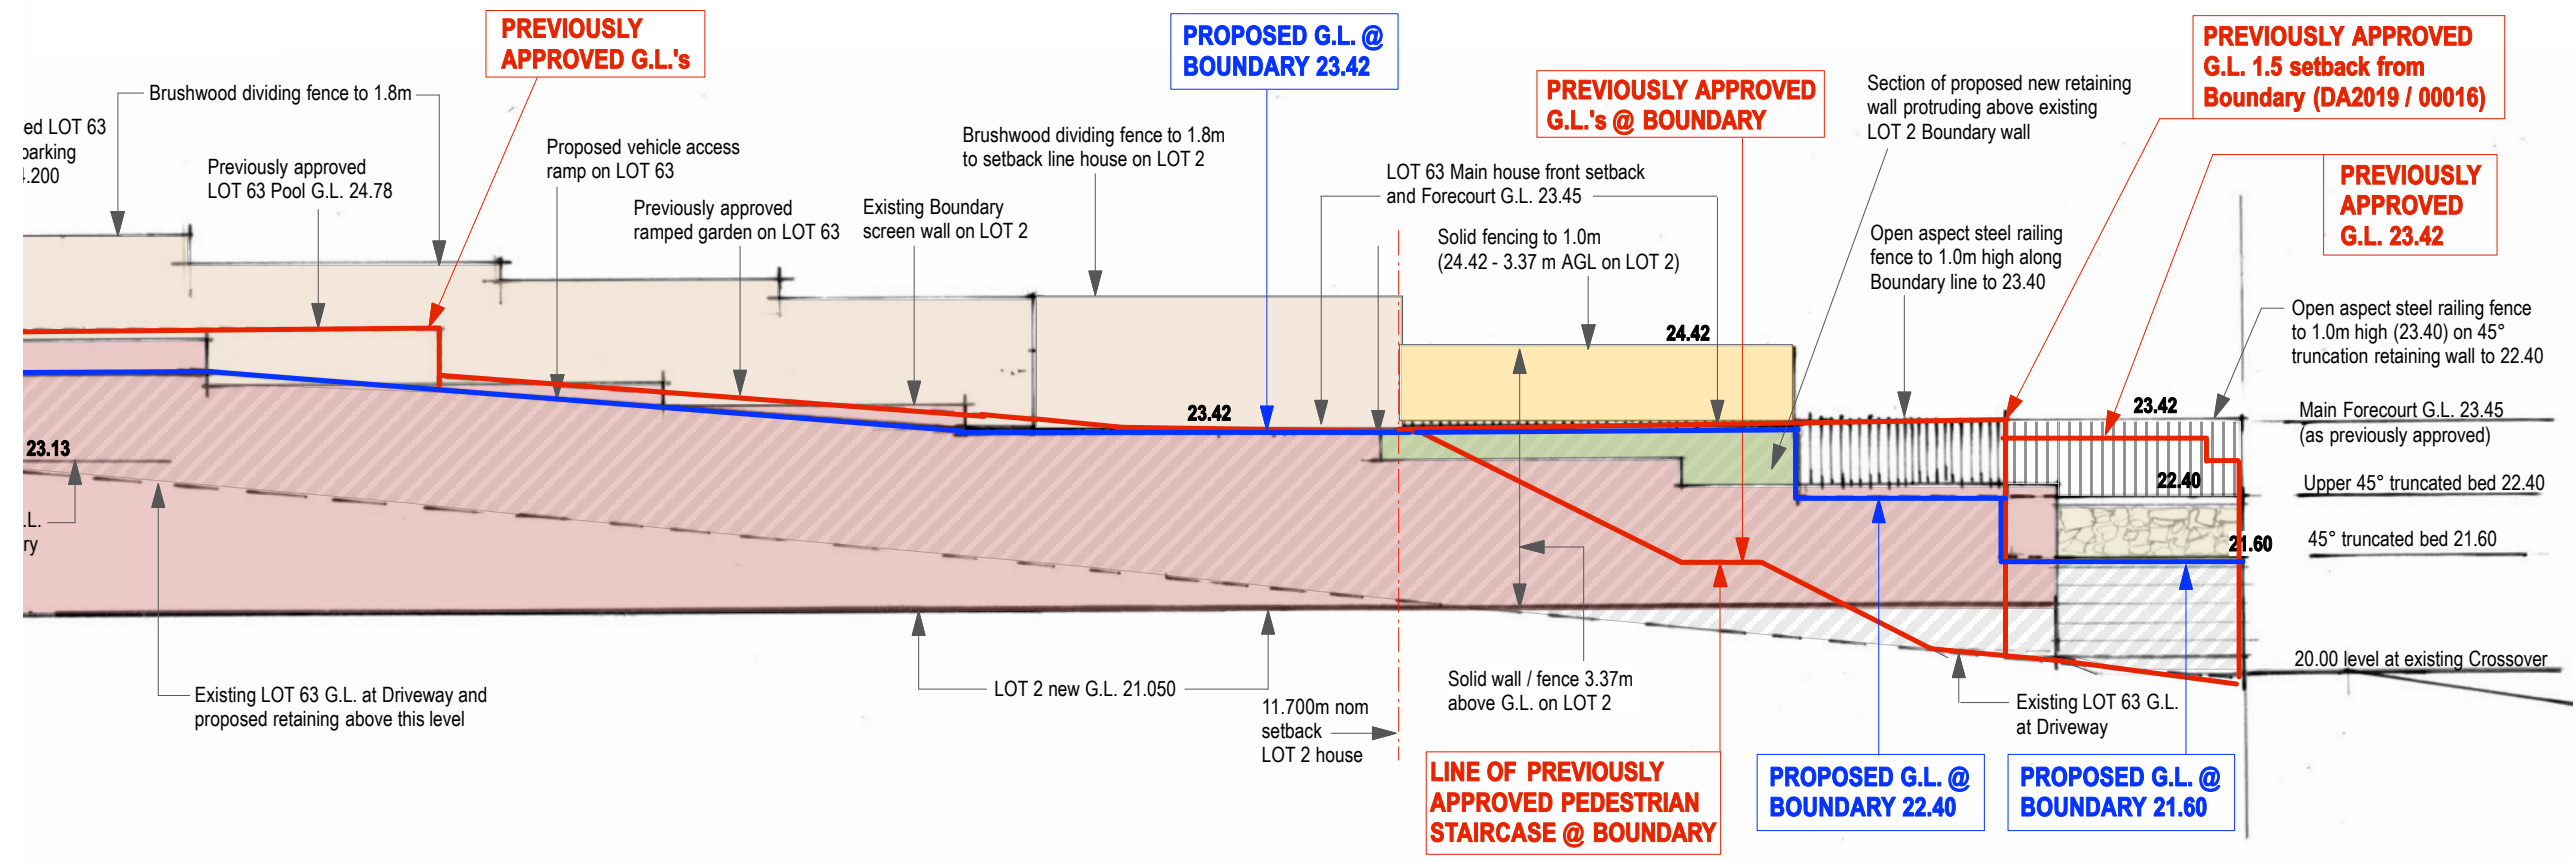 PREVIOUSLY
APPROVED G.L.'s
PROPOSED G.L. @
BOUNDARY 23.42
PREVIOUSLY APPROVED
G.L.'s @ BOUNDARY
PREVIOUSLY APPROVED
G.L. 1.5 setback from
Boundary (DA2019 / 00016)
PREVIOUSLY
APPROVED
G.L. 23.42
Brushwood dividing fence to 1.8m
ed LOT 63
parking
.200
Previously approved
LOT 63 Pool G.L. 24.78
Proposed vehicle access
ramp on LOT 63
Previously approved
ramped garden on LOT 63
Existing Boundary
screen wall on LOT 2
Brushwood dividing fence to 1.8m
to setback line house on LOT 2
LOT 63 Main house front setback
and Forecourt G.L. 23.45
Solid fencing to 1.0m
(24.42 - 3.37 m AGL on LOT 2)
Section of proposed new retaining
wall protruding above existing
LOT 2 Boundary wall
Open aspect steel railing
fence to 1.0m high along
Boundary line to 23.40
Open aspect steel railing fence
to 1.0m high (23.40) on 45°
truncation retaining wall to 22.40
24.42
23.42
23.42
Main Forecourt G.L. 23.45
(as previously approved)
23.13
22.40
Upper 45° truncated bed 22.40
.L.
ry
21.60
45° truncated bed 21.60
20.00 level at existing Crossover
Existing LOT 63 G.L. at Driveway and
proposed retaining above this level
LOT 2 new G.L. 21.050
11.700m nom
setback
LOT 2 house
Solid wall / fence 3.37m
above G.L. on LOT 2
Existing LOT 63 G.L.
at Driveway
LINE OF PREVIOUSLY
APPROVED PEDESTRIAN
STAIRCASE @ BOUNDARY
PROPOSED G.L. @
BOUNDARY 22.40
PROPOSED G.L. @
BOUNDARY 21.60